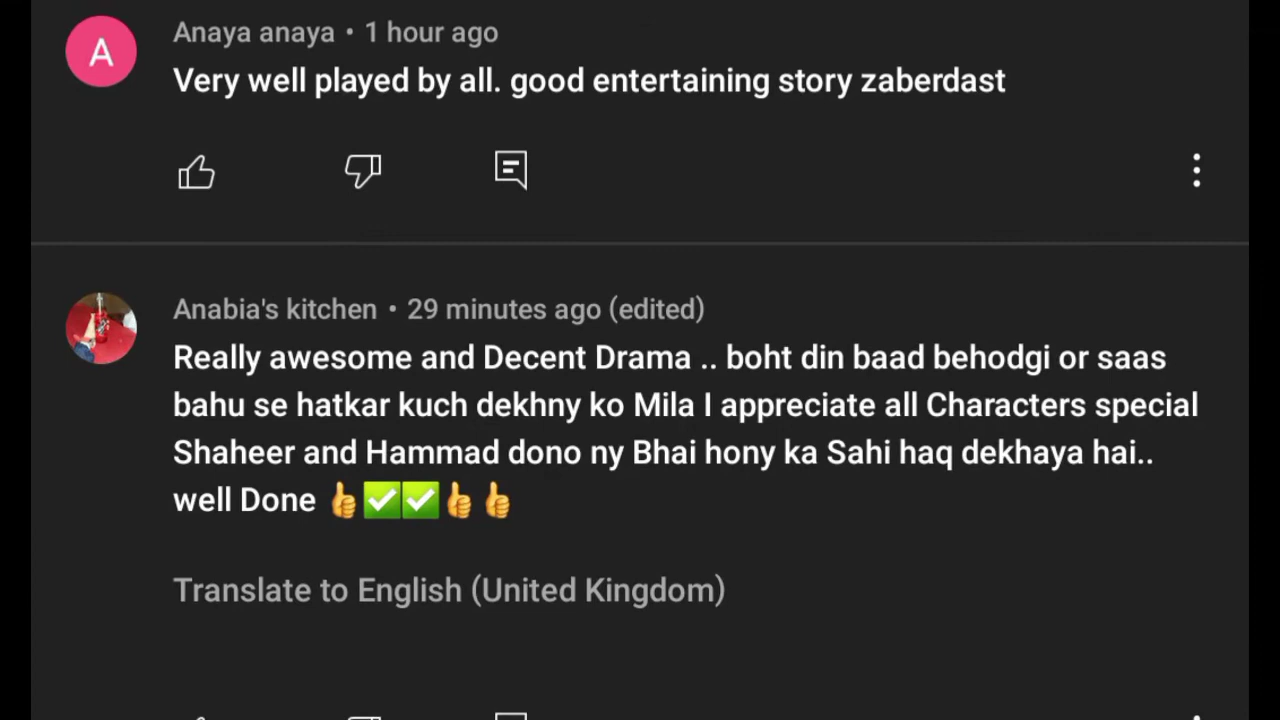 A
Anaya anaya • 1 hour ago
Very well played by all. good entertaining story zaberdast
Anabia's kitchen • 29 minutes ago (edited)
Really awesome and Decent Drama .. boht din baad behodgi or saas
bahu se hatkar kuch dekhny ko Mila I appreciate all Characters special
Shaheer and Hammad dono ny Bhai hony ka Sahi haq dekhaya hai..
well Done 👍✅✅👍👍
Translate to English (United Kingdom)